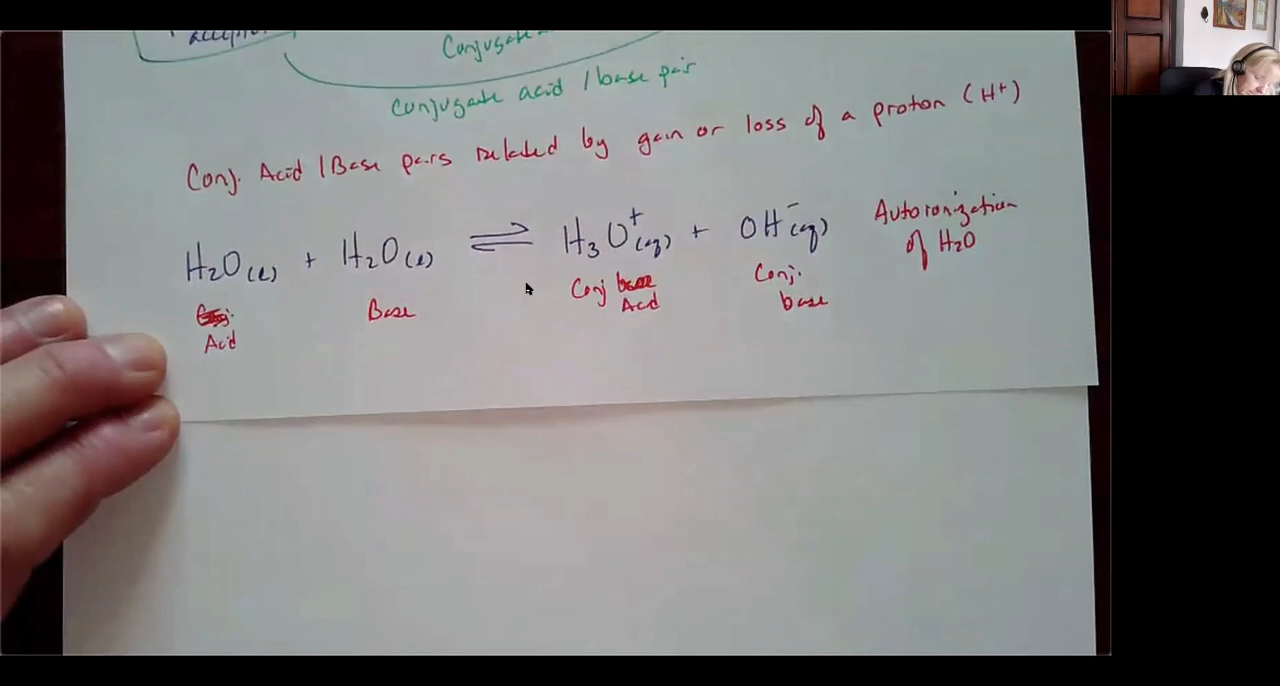 Conjugate
conjugate acid / base pair
Conj. Acid / Base pairs related by gain or loss of a proton (H⁺)
H₂O(l) + H₂O(l) ⇌ H₃O⁺(aq) + OH⁻(aq) Autoionization of H₂O
Acid Base Conj Acid Conj. base